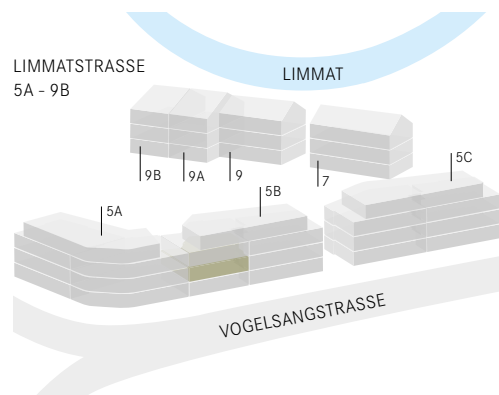 LIMMATSTRASSE
5A - 9B
LIMMAT
9B
9A
9
7
5C
5B
5A
VOGELSANGSTRASSE